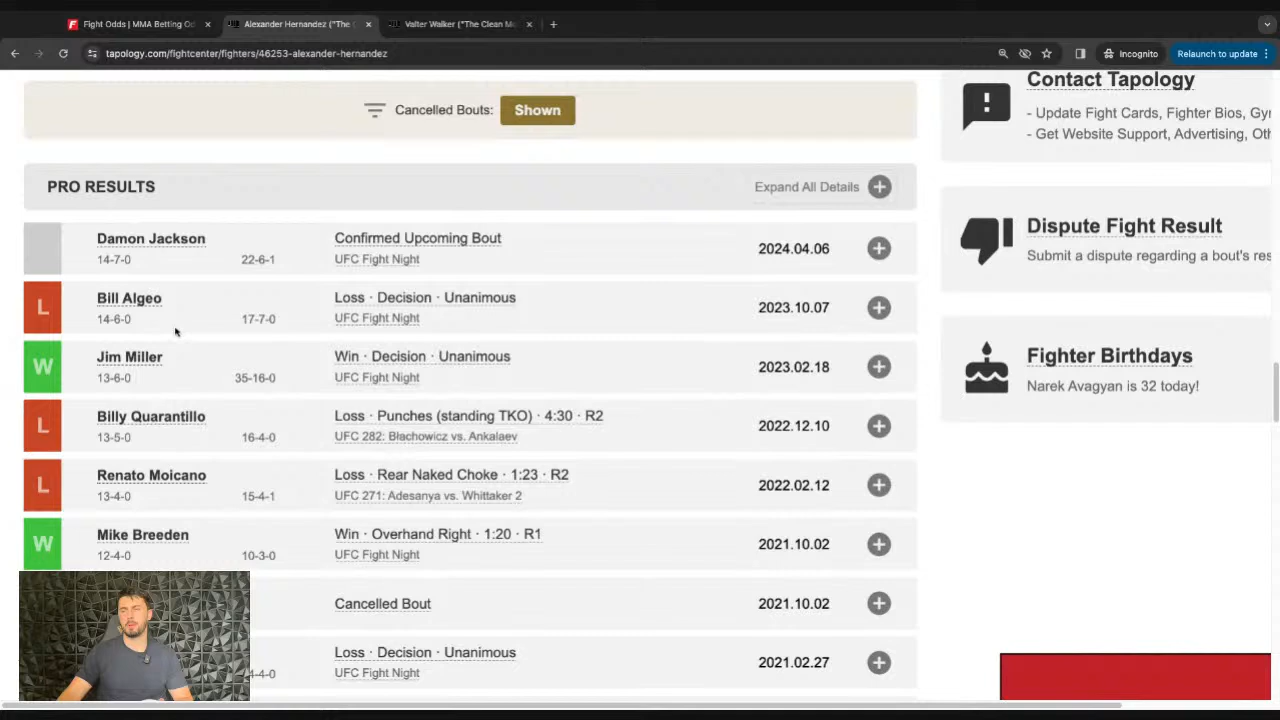 Fight Odds | MMA Betting Od
Alexander Hernandez ("The G
Valter Walker ("The Clean M
tapology.com/fightcenter/fighters/46253-alexander-hernandez
Incognito
Relaunch to update
Cancelled Bouts: Shown
PRO RESULTS
Expand All Details
Damon Jackson
14-7-0
22-6-1
Confirmed Upcoming Bout
UFC Fight Night
2024.04.06
L
Bill Algeo
14-6-0
17-7-0
Loss · Decision · Unanimous
UFC Fight Night
2023.10.07
W
Jim Miller
13-6-0
35-16-0
Win · Decision · Unanimous
UFC Fight Night
2023.02.18
L
Billy Quarantillo
13-5-0
16-4-0
Loss · Punches (standing TKO) · 4:30 · R2
UFC 282: Błachowicz vs. Ankalaev
2022.12.10
L
Renato Moicano
13-4-0
15-4-1
Loss · Rear Naked Choke · 1:23 · R2
UFC 271: Adesanya vs. Whittaker 2
2022.02.12
W
Mike Breeden
12-4-0
10-3-0
Win · Overhand Right · 1:20 · R1
UFC Fight Night
2021.10.02
Cancelled Bout
2021.10.02
Loss · Decision · Unanimous
UFC Fight Night
4-4-0
2021.02.27
Contact Tapology
- Update Fight Cards, Fighter Bios, Gy
- Get Website Support, Advertising, Oth
Dispute Fight Result
Submit a dispute regarding a bout's res
Fighter Birthdays
Narek Avagyan is 32 today!